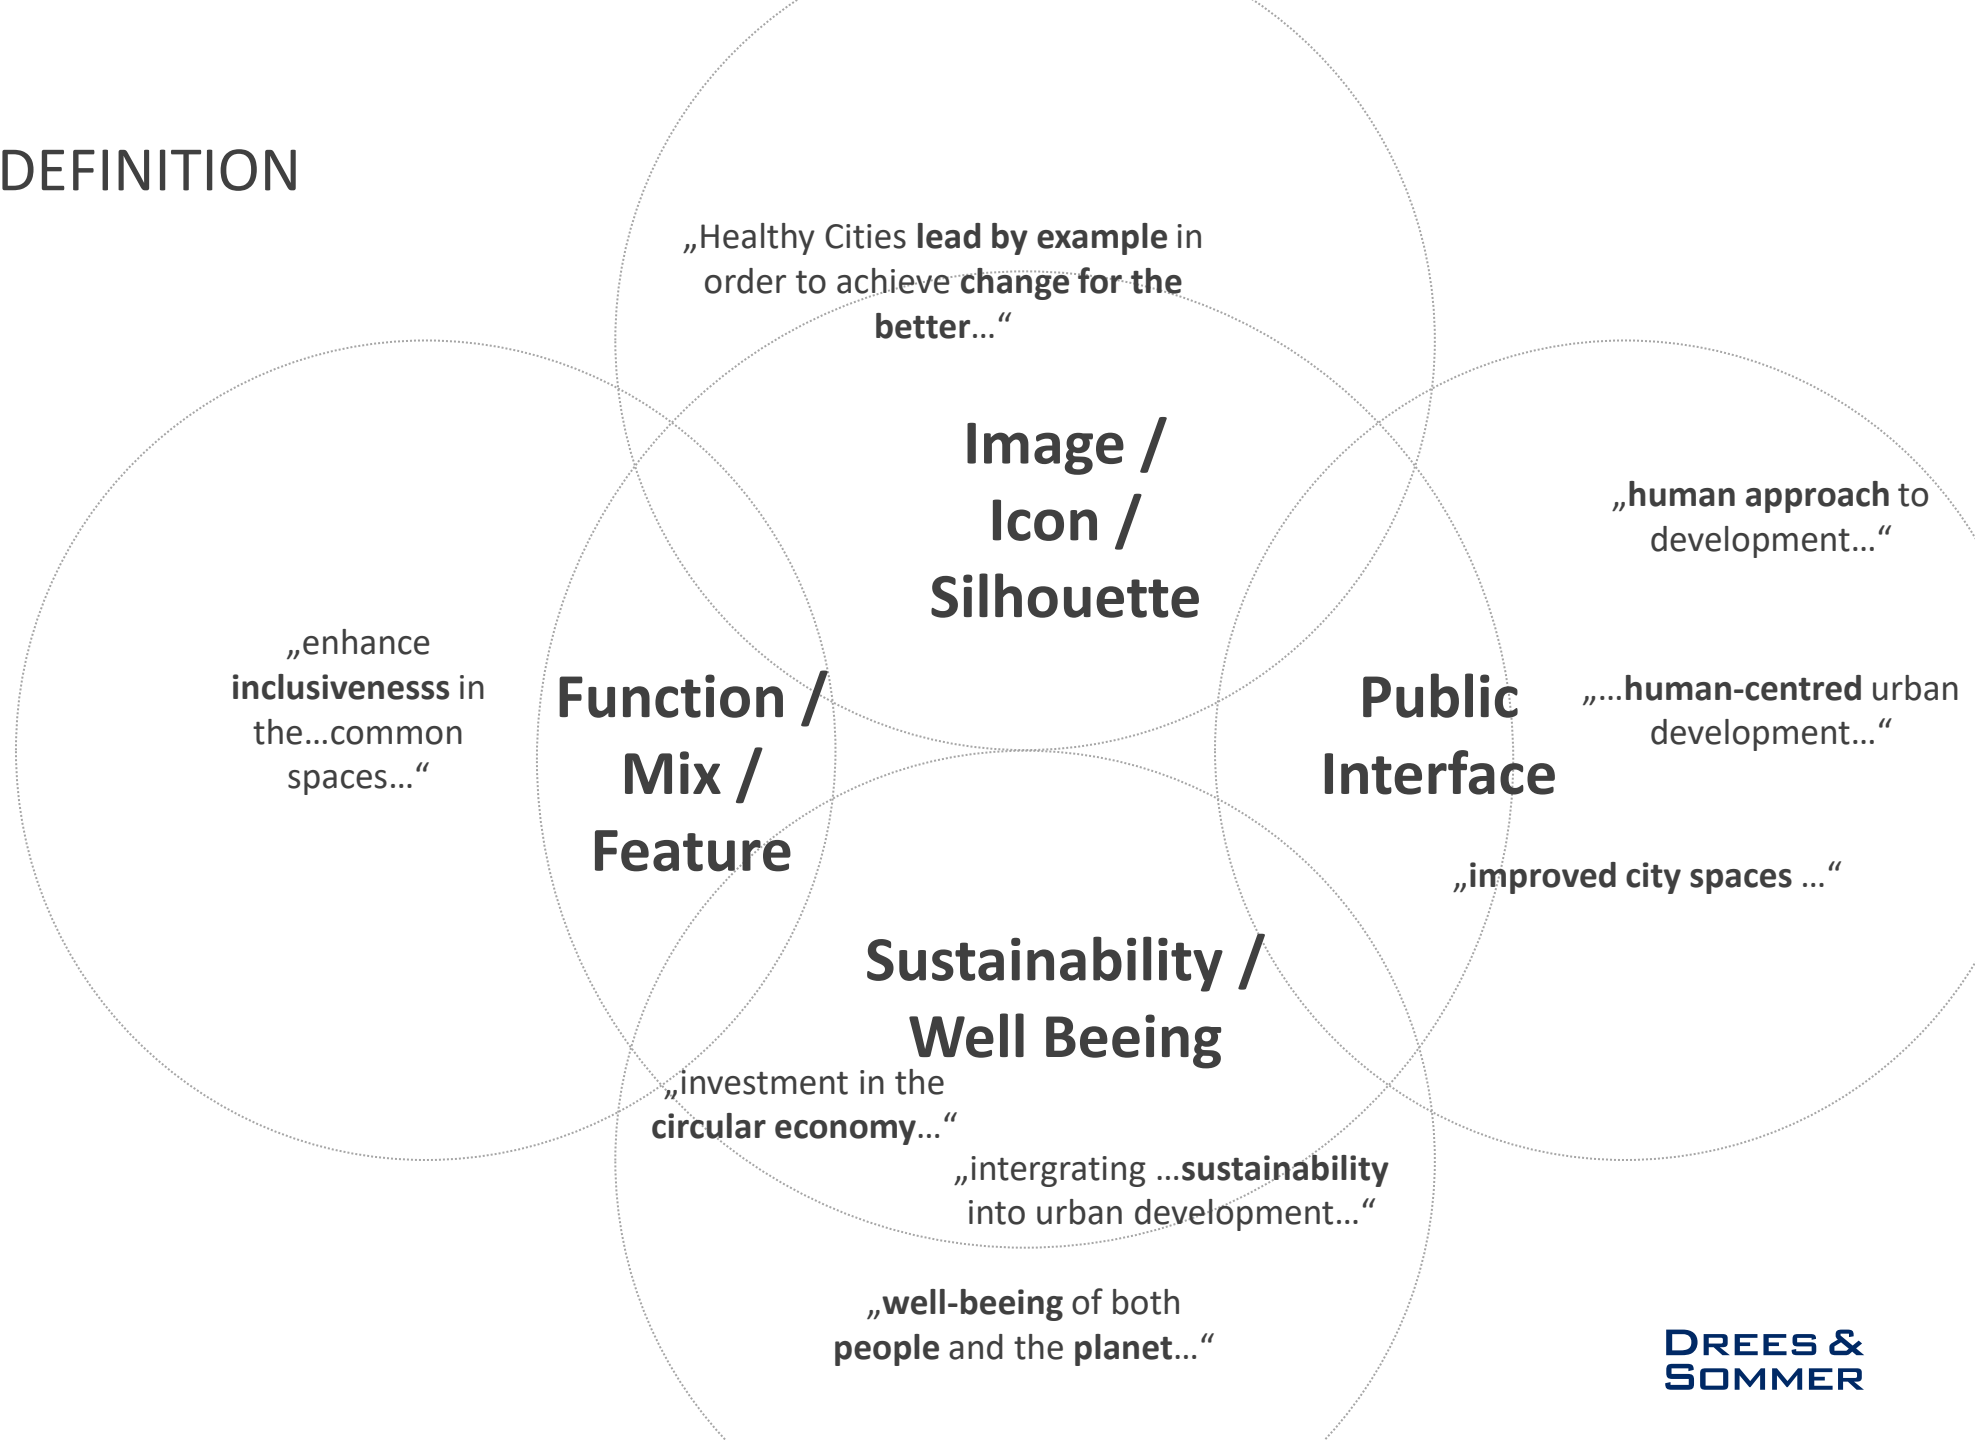 DEFINITION
„Healthy Cities lead by example in
order to achieve change for the
better…“
Image /
Icon /
Silhouette
„human approach to
development…“
„enhance
inclusivenesss in
the…common
spaces…“
Function /
Mix /
Feature
Public
Interface
„…human-centred urban
development…“
„improved city spaces …“
Sustainability /
Well Beeing
„investment in the
circular economy…“
„intergrating …sustainability
into urban development…“
„well-beeing of both
people and the planet…“
DREES &
SOMMER